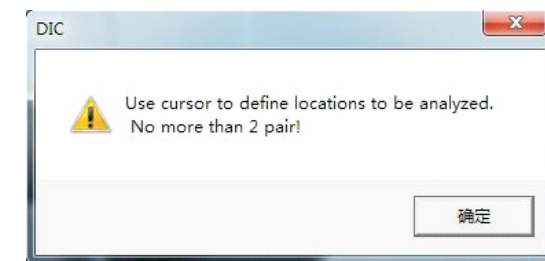 DIC
Use cursor to define locations to be analyzed.
No more than 2 pair!
确定